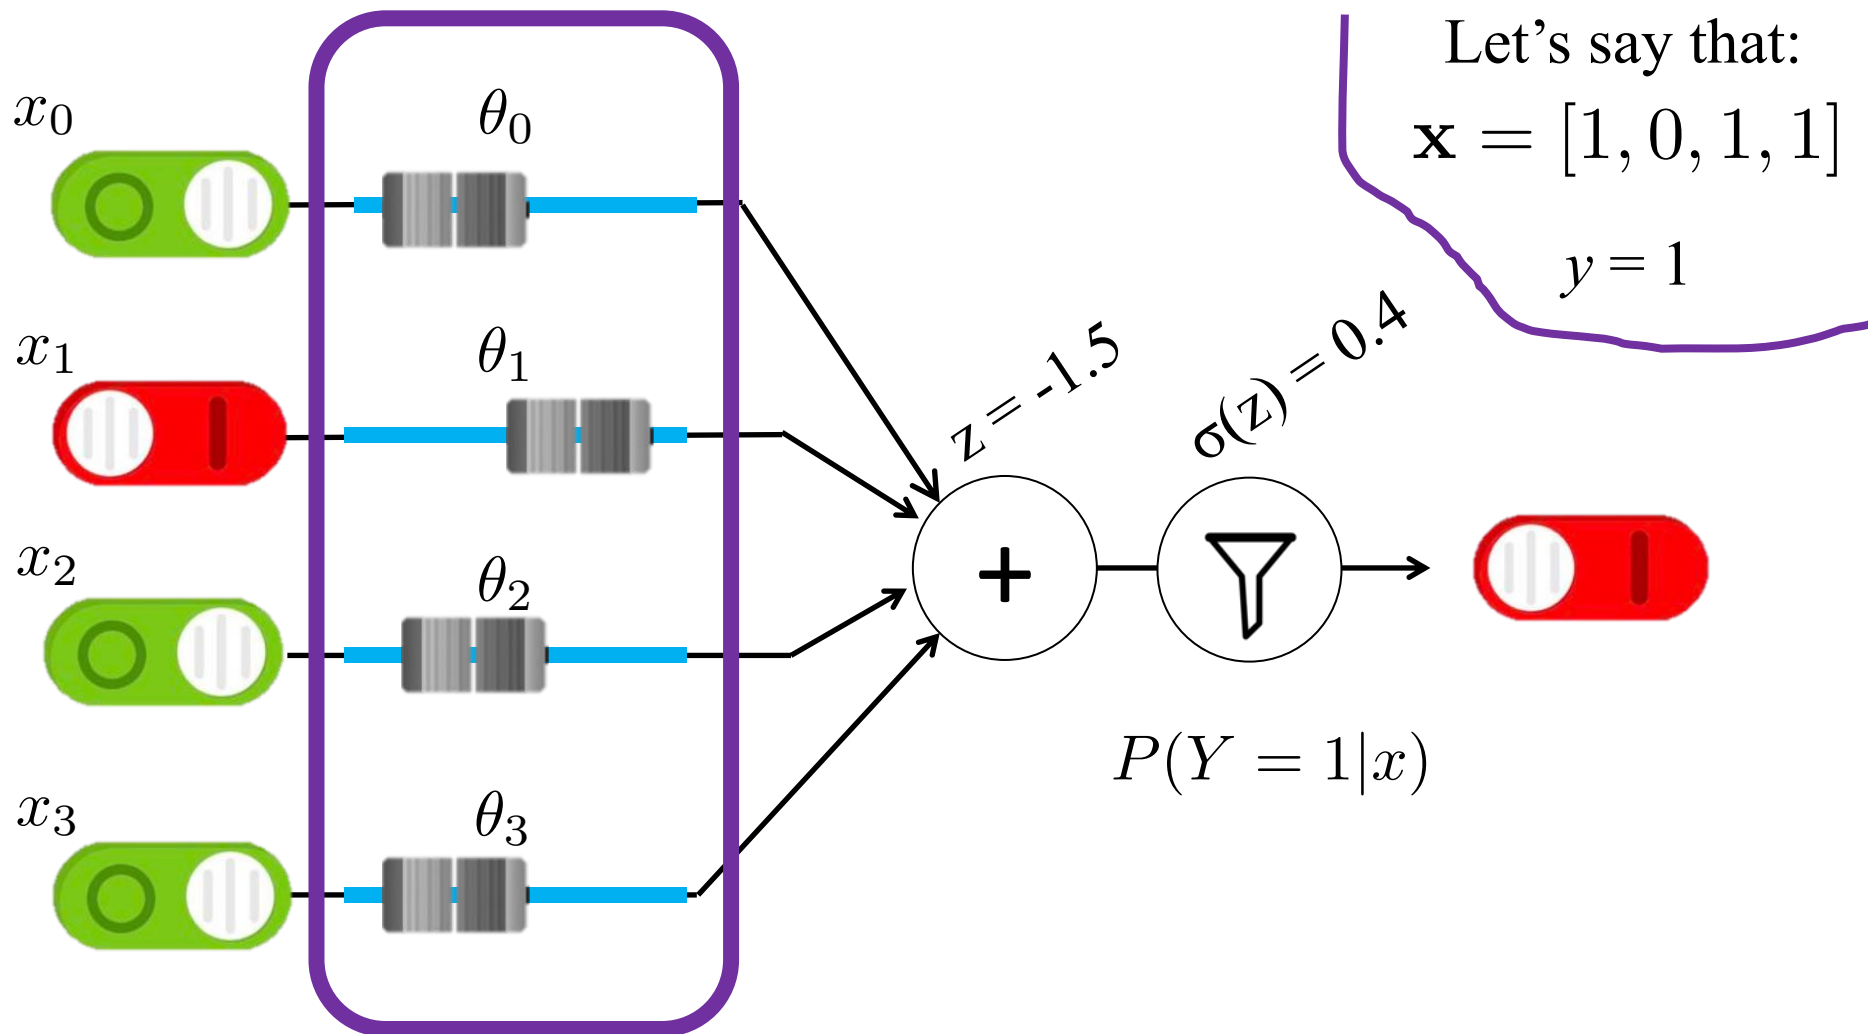 Let's say that:
x = [1, 0, 1, 1]
y = 1
x₀
θ₀
x₁
θ₁
z = -1.5
σ(z) = 0.4
x₂
θ₂
+
P(Y = 1|x)
x₃
θ₃